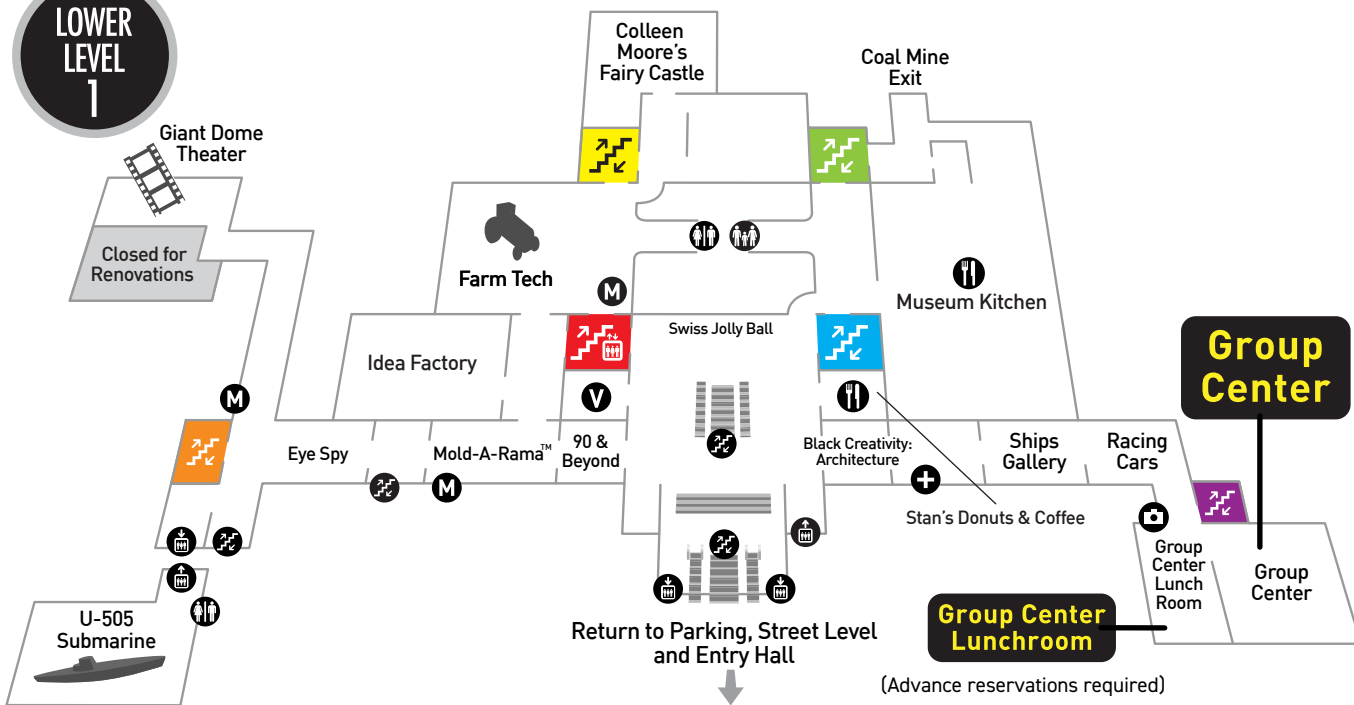 LOWER
LEVEL
1
Colleen
Moore's
Fairy Castle
Coal Mine
Exit
Giant Dome
Theater
Closed for
Renovations
Farm Tech
M
Museum Kitchen
Swiss Jolly Ball
Idea Factory
Group
Center
M
V
Eye Spy
Mold-A-Rama™
90 &
Beyond
Black Creativity:
Architecture
Ships
Gallery
Racing
Cars
M
Stan's Donuts & Coffee
Group
Center
Lunch
Room
Group
Center
U-505
Submarine
Group Center
Lunchroom
Return to Parking, Street Level
and Entry Hall
(Advance reservations required)